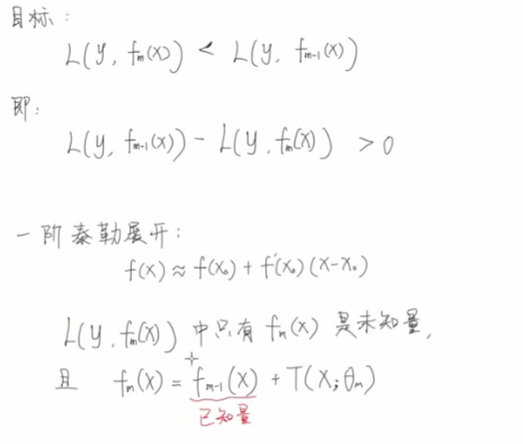 目标:
L(y, fm(x)) < L(y, fm-1(x))
即:
L(y, fm-1(x)) - L(y, fm(x)) > 0
一阶泰勒展开:
f(x) ≈ f(x₀) + f'(x₀)(x-x₀)
L(y, fm(x)) 中只有 fm(x) 是未知量,
且 fm(x) = fm-1(x) + T(x;θm)
已知量